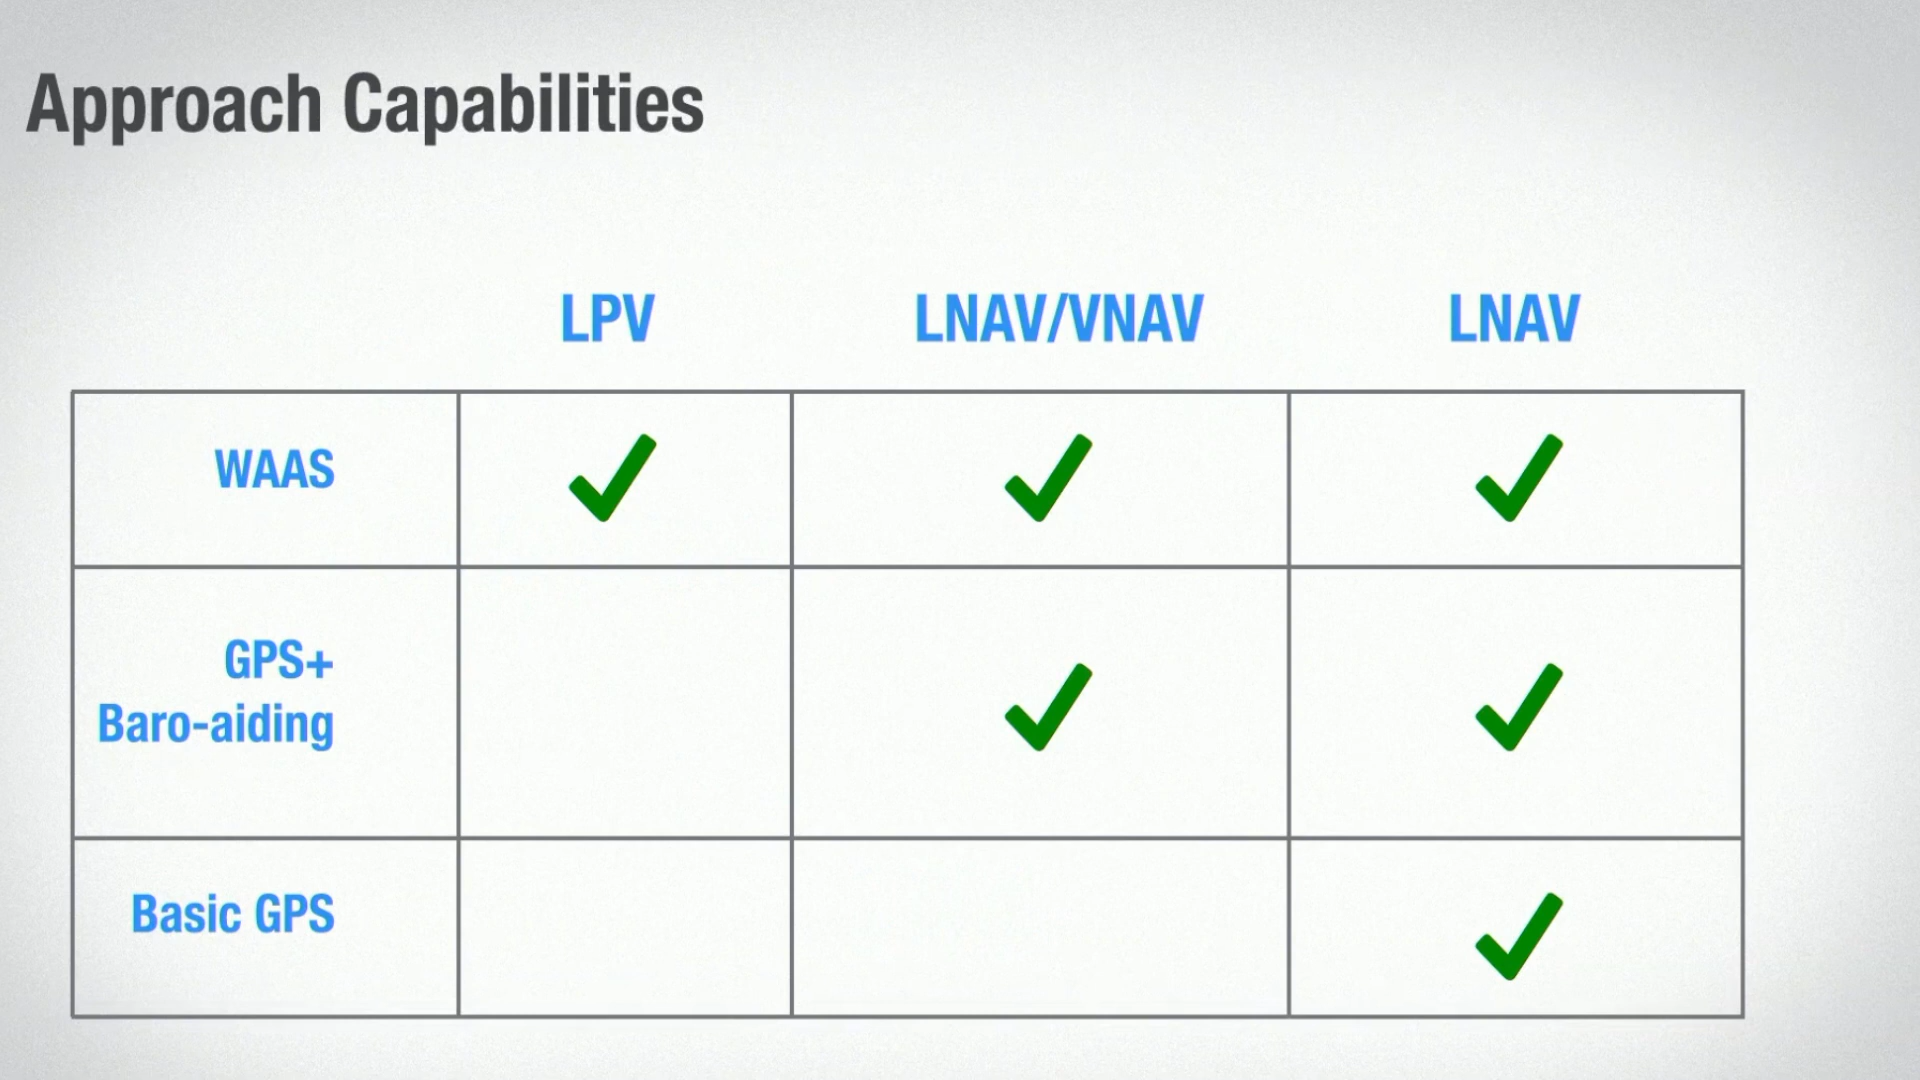 Approach Capabilities
LPV LNAV/VNAV LNAV
WAAS
GPS+
Baro-aiding
Basic GPS